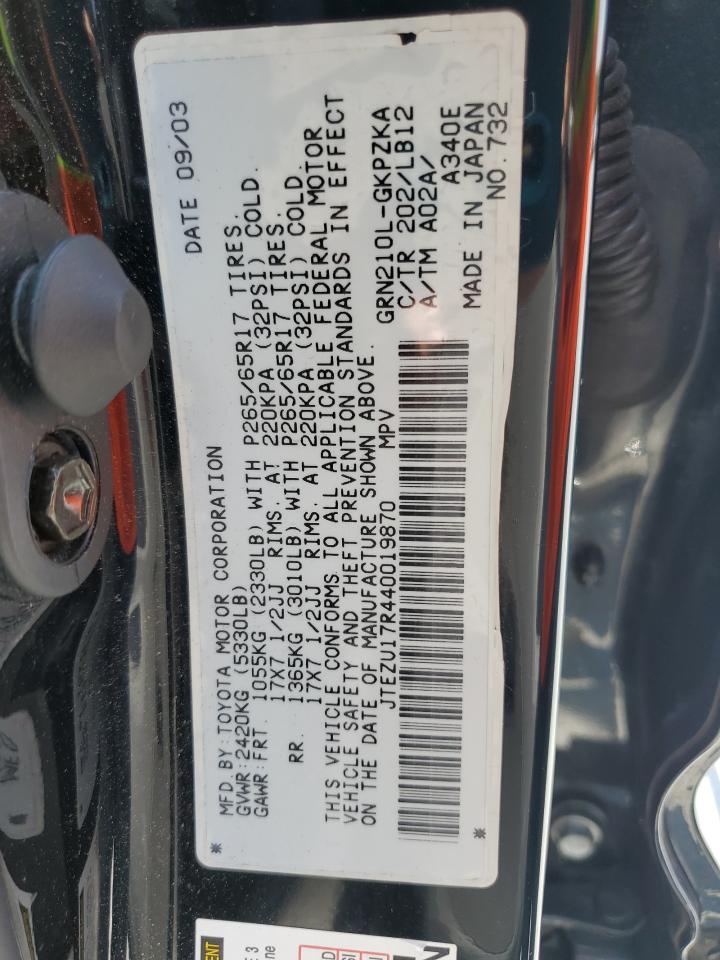 DATE 09/03
* MFD.BY:TOYOTA MOTOR CORPORATION
GVWR:2420KG (5330LB)
GAWR:FRT. 1055KG (2330LB) WITH P265/65R17 TIRES.
17X7 1/2JJ RIMS. AT 220KPA (32PSI) COLD.
RR. 1365KG (3010LB) WITH P265/65R17 TIRES.
17X7 1/2JJ RIMS. AT 220KPA (32PSI) COLD
THIS VEHICLE CONFORMS TO ALL APPLICABLE FEDERAL MOTOR
VEHICLE SAFETY AND THEFT PREVENTION STANDARDS IN EFFECT
ON THE DATE OF MANUFACTURE SHOWN ABOVE.
JTEZU17R440019870 MPV
GRN210L-GKPZKA
C/TR 202/LB12
A/TM A02A/
A340E
* MADE IN JAPAN
NO.732